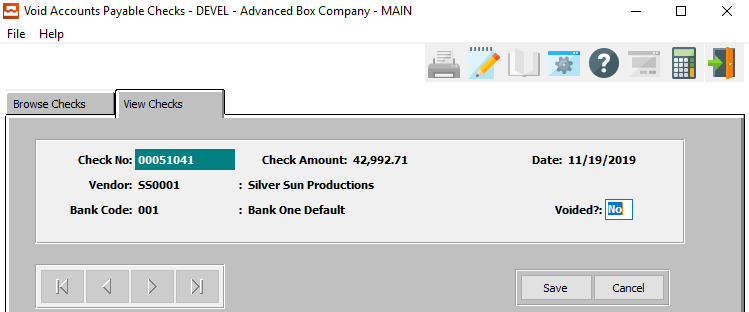 Void Accounts Payable Checks - DEVEL - Advanced Box Company - MAIN
File Help
Browse Checks View Checks
Check No: 00051041 Check Amount: 42,992.71 Date: 11/19/2019
Vendor: SS0001 : Silver Sun Productions
Bank Code: 001 : Bank One Default Voided?: No
Save Cancel